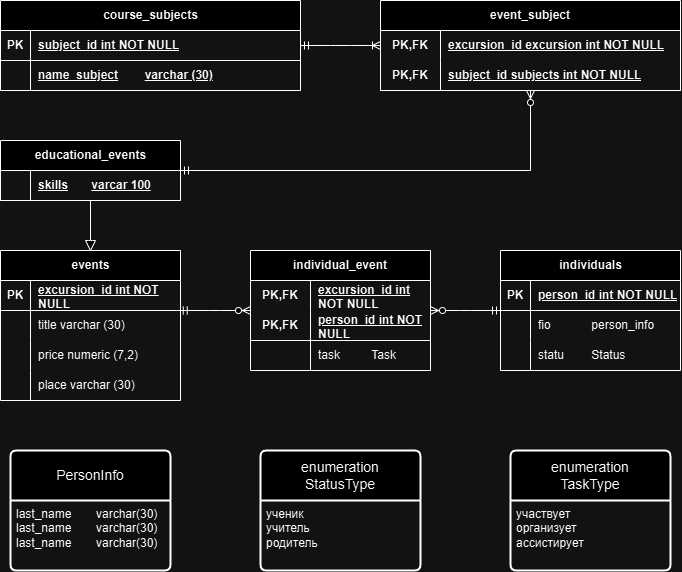 course_subjects
PK subject_id int NOT NULL
name_subject varchar (30)
event_subject
PK,FK excursion_id excursion int NOT NULL
PK,FK subject_id subjects int NOT NULL
educational_events
skills varcar 100
events
PK excursion_id int NOT
NULL
title varchar (30)
price numeric (7,2)
place varchar (30)
individual_event
PK,FK excursion_id int
NOT NULL
PK,FK person_id int NOT
NULL
task Task
individuals
PK person_id int NOT NULL
fio person_info
statu Status
PersonInfo
last_name varchar(30)
last_name varchar(30)
last_name varchar(30)
enumeration
StatusType
ученик
учитель
родитель
enumeration
TaskType
участвует
организует
ассистирует